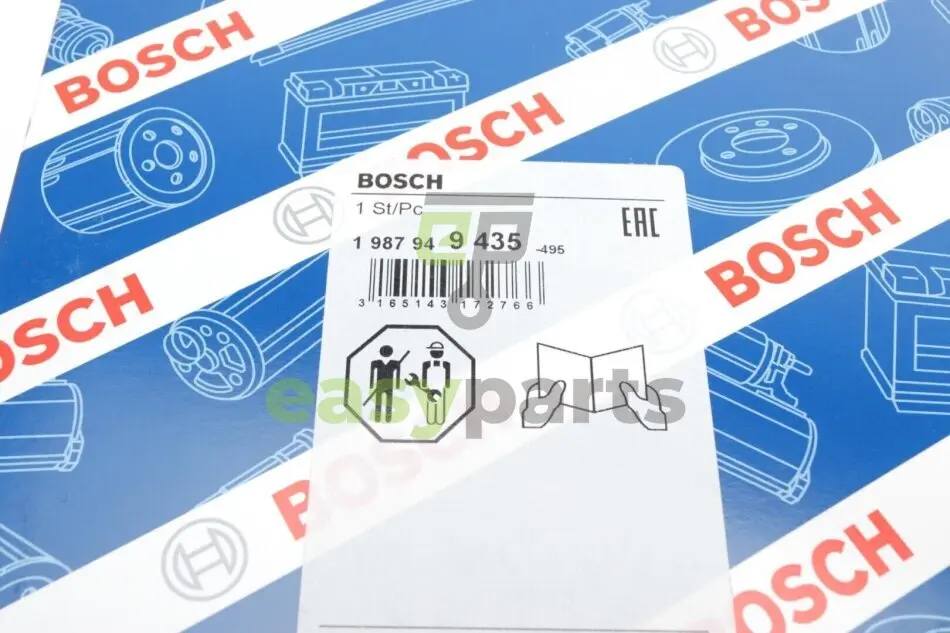 BOSCH
BOSCH
BOSCH
1 St/Pc
EAC
1 987 94 9 435 -495
3 165143 172766
BOSCH
BOSCH
easyparts
BOSCH
BOSCH
BOSCH